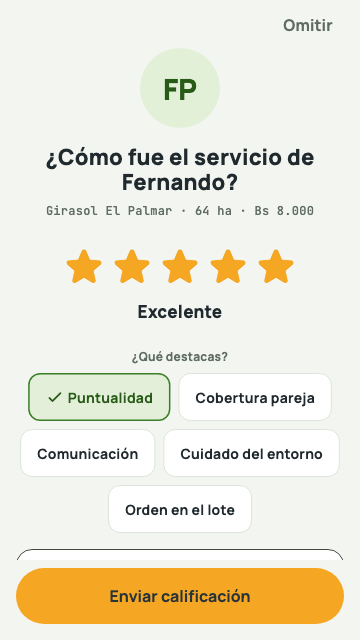 Omitir
FP
¿Cómo fue el servicio de
Fernando?
Girasol El Palmar · 64 ha · Bs 8.000
Excelente
¿Qué destacas?
Puntualidad
Cobertura pareja
Comunicación
Cuidado del entorno
Orden en el lote
Enviar calificación